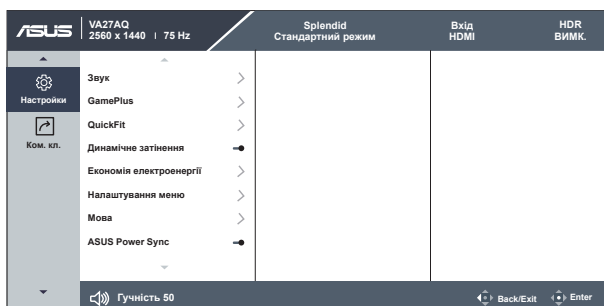 ASUS
VA27AQ
2560 x 1440 | 75 Hz
Splendid
Стандартний режим
Вхід
HDMI
HDR
ВИМК.
Настройки
Ком. кл.
Звук
GamePlus
QuickFit
Динамічне затінення
Економія електроенергії
Налаштування меню
Мова
ASUS Power Sync
Гучність 50
Back/Exit
Enter